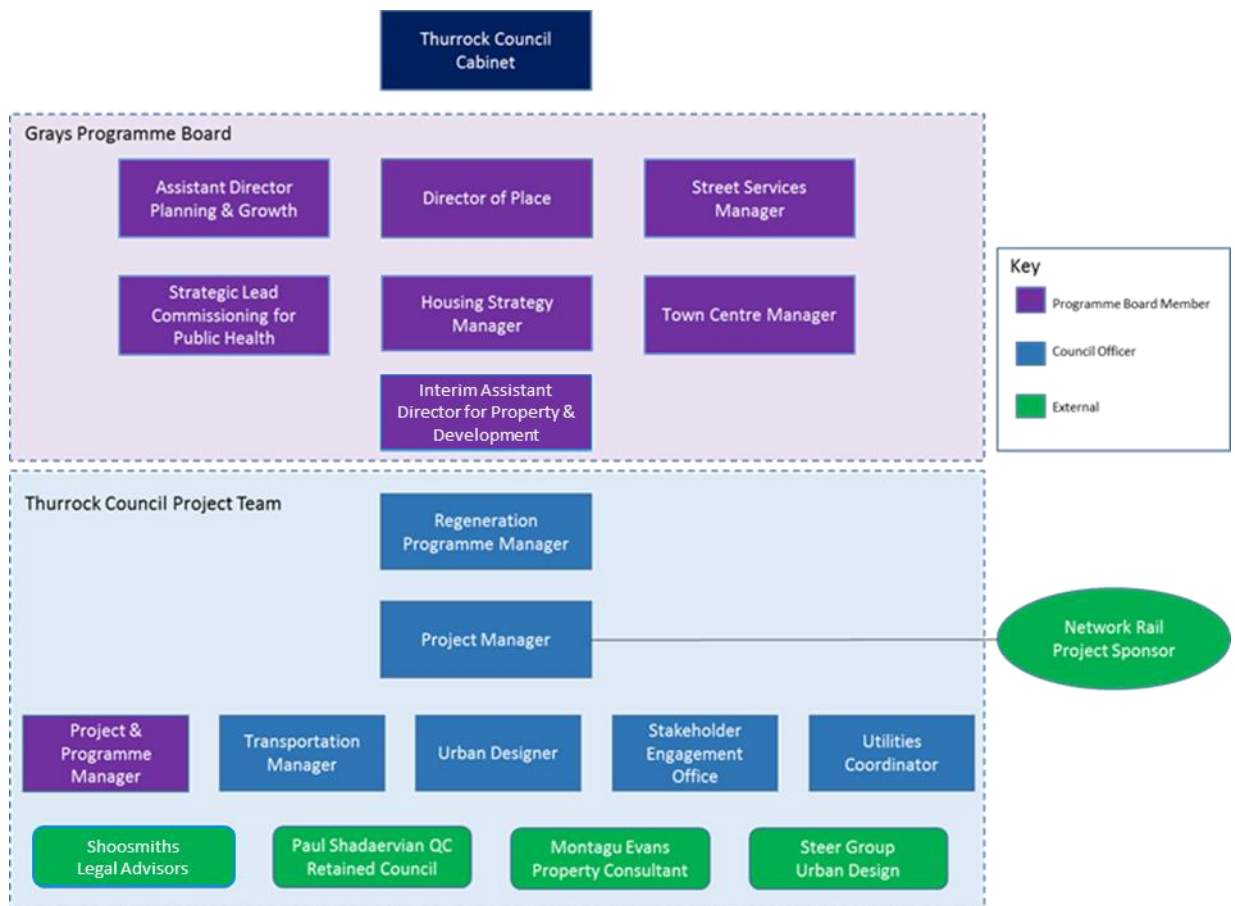 Thurrock Council
Cabinet
Grays Programme Board
Assistant Director
Planning & Growth
Director of Place
Street Services
Manager
Strategic Lead
Commissioning for
Public Health
Housing Strategy
Manager
Town Centre Manager
Interim Assistant
Director for Property &
Development
Key
Programme Board Member
Council Officer
External
Thurrock Council Project Team
Regeneration
Programme Manager
Project Manager
Network Rail
Project Sponsor
Project &
Programme
Manager
Transportation
Manager
Urban Designer
Stakeholder
Engagement
Office
Utilities
Coordinator
Shoosmiths
Legal Advisors
Paul Shadaervian QC
Retained Council
Montagu Evans
Property Consultant
Steer Group
Urban Design